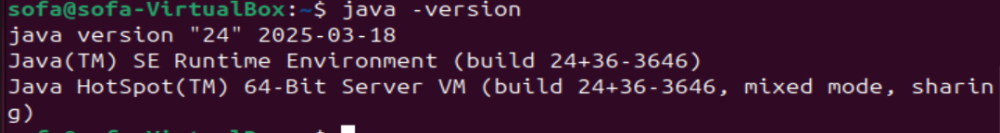 sofa@sofa-VirtualBox:~$ java -version
java version "24" 2025-03-18
Java(TM) SE Runtime Environment (build 24+36-3646)
Java HotSpot(TM) 64-Bit Server VM (build 24+36-3646, mixed mode, sharin
g)